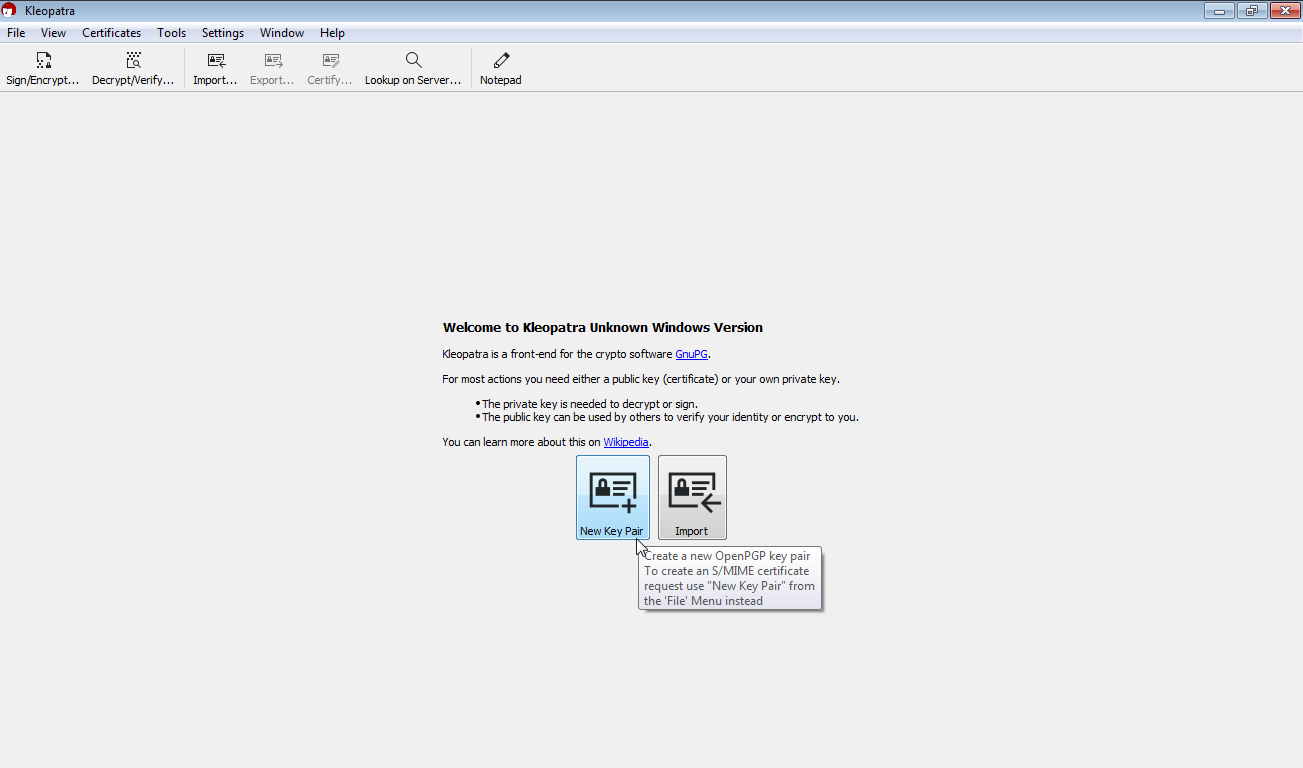 Kleopatra
File View Certificates Tools Settings Window Help
Sign/Encrypt... Decrypt/Verify... Import... Export... Certify... Lookup on Server... Notepad
Welcome to Kleopatra Unknown Windows Version
Kleopatra is a front-end for the crypto software GnuPG.
For most actions you need either a public key (certificate) or your own private key.
•The private key is needed to decrypt or sign.
•The public key can be used by others to verify your identity or encrypt to you.
You can learn more about this on Wikipedia.
New Key Pair Import
Create a new OpenPGP key pair
To create an S/MIME certificate
request use "New Key Pair" from
the 'File' Menu instead